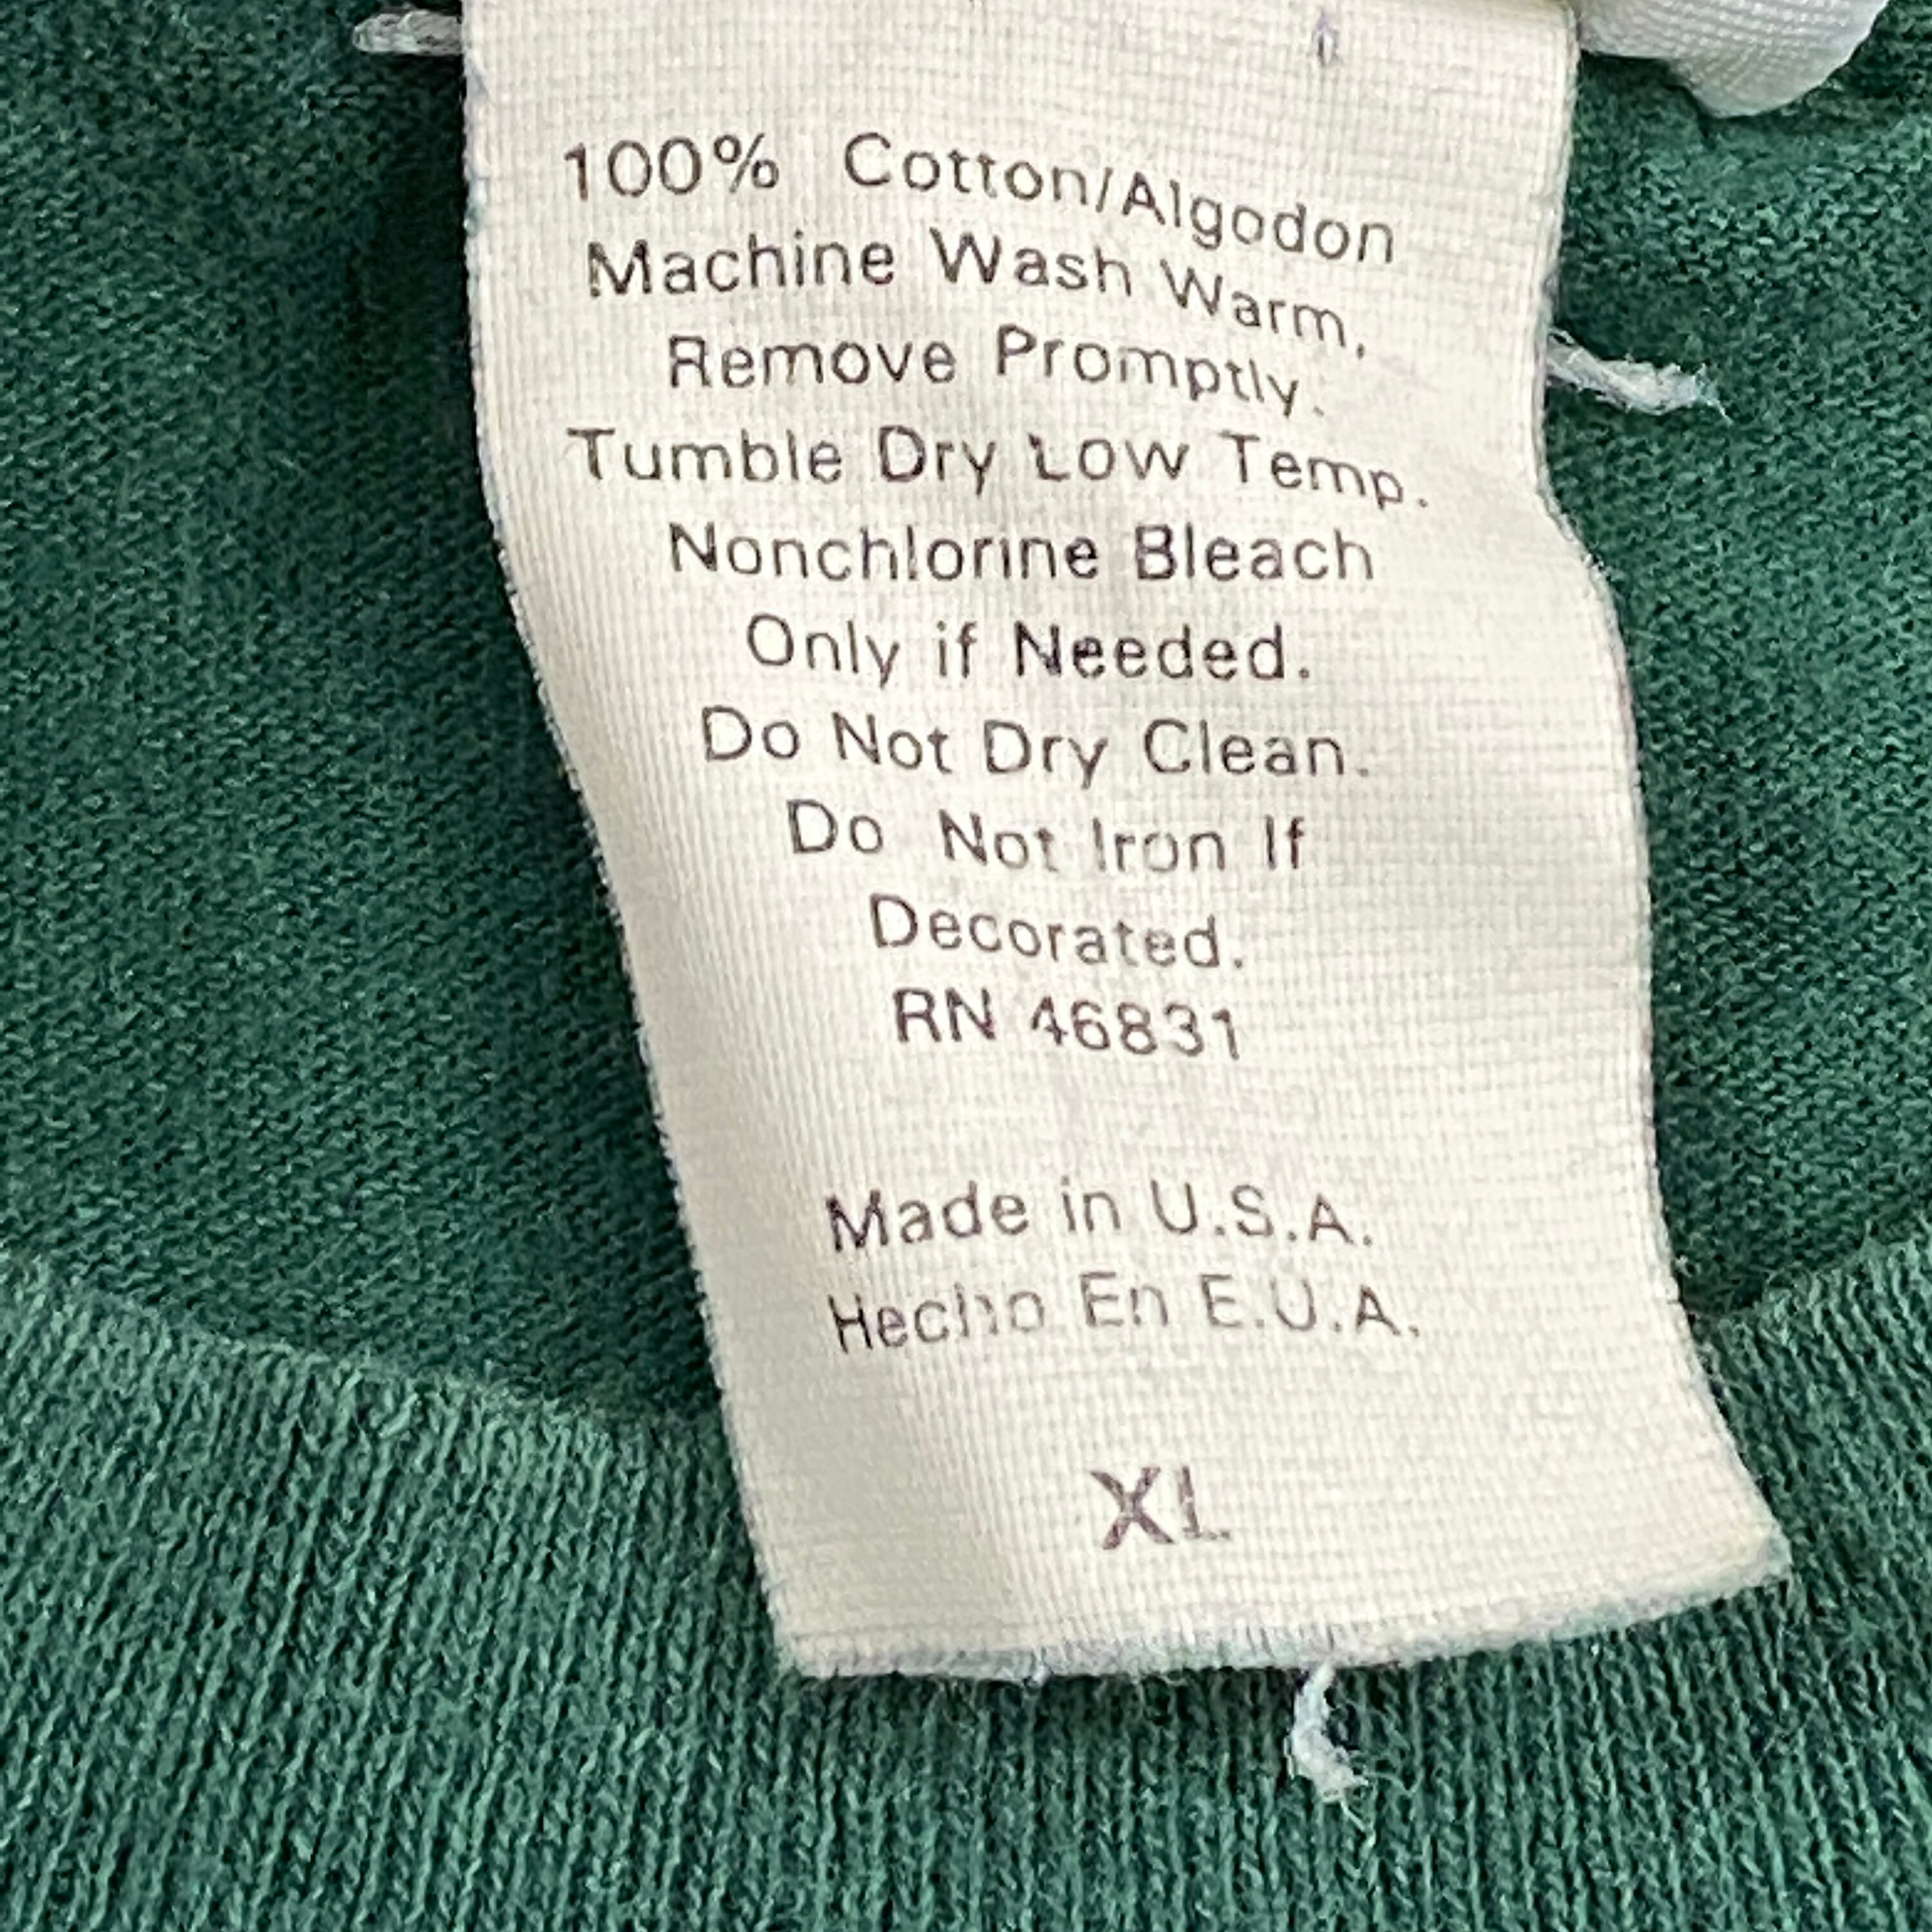 100% Cotton/Algodon
Machine Wash Warm,
Remove Promptly.
Tumble Dry Low Temp.
Nonchlorine Bleach
Only if Needed.
Do Not Dry Clean.
Do Not Iron If
Decorated.
RN 46831
Made in U.S.A.
Hecho En E.U.A.
XL